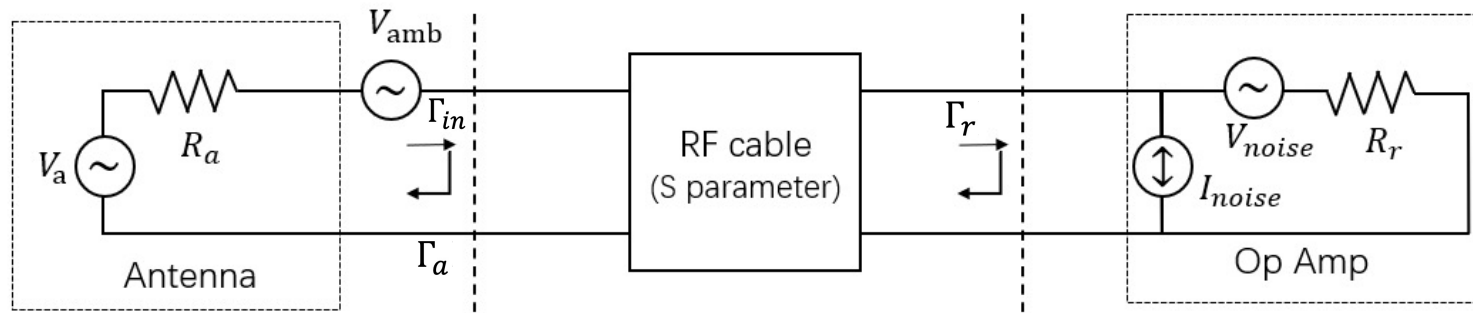 V_amb
Γ_in
V_a
R_a
Γ_a
Antenna
RF cable
(S parameter)
Γ_r
V_noise
R_r
I_noise
Op Amp